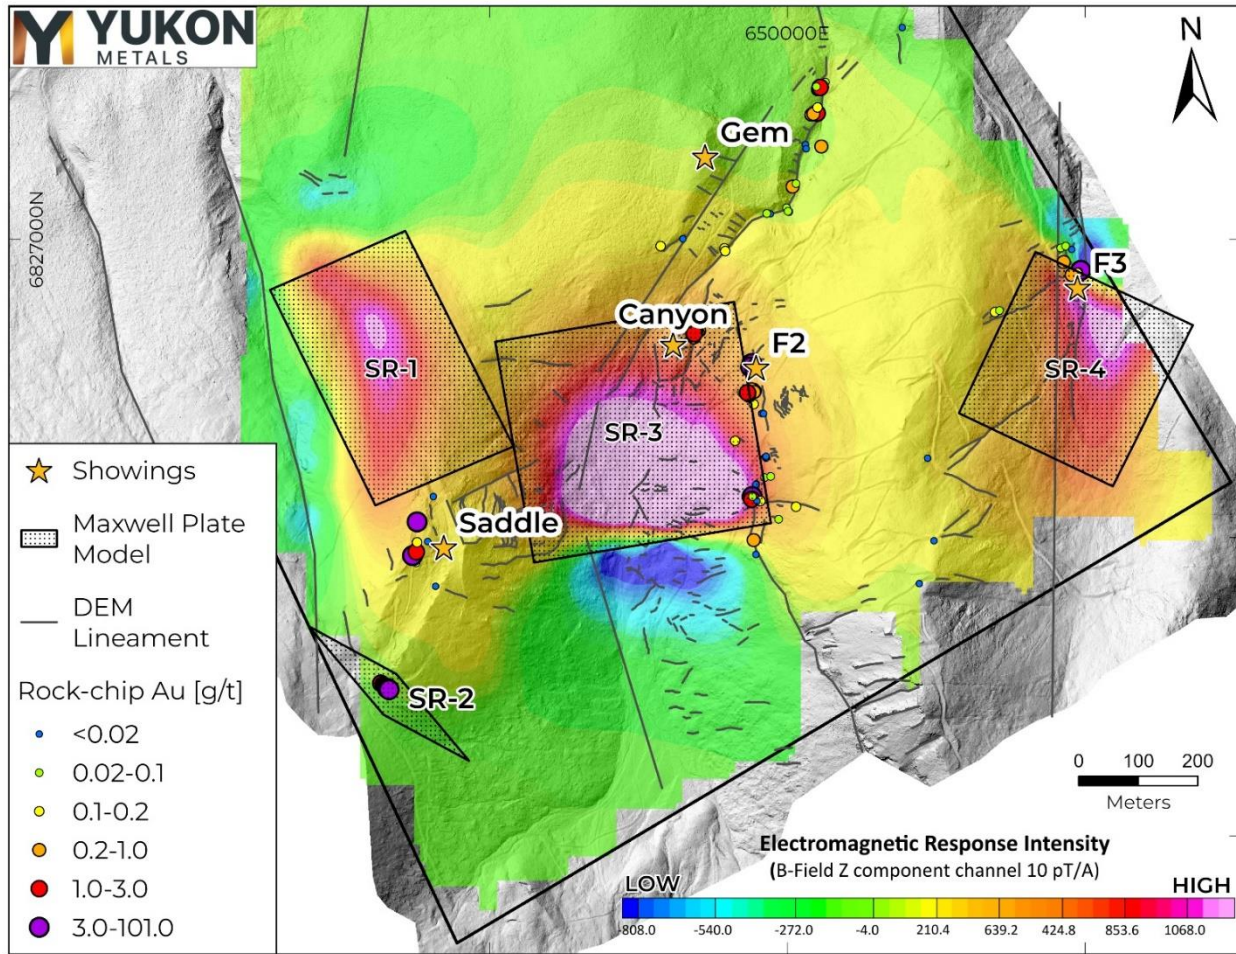 YUKON
METALS
650000E
N
6827000N
Gem
F3
Canyon
F2
SR-1
SR-4
SR-3
Saddle
SR-2
Showings
Maxwell Plate
Model
DEM
Lineament
Rock-chip Au [g/t]
<0.02
0.02-0.1
0.1-0.2
0.2-1.0
1.0-3.0
3.0-101.0
0 100 200
Meters
Electromagnetic Response Intensity
(B-Field Z component channel 10 pT/A)
LOW HIGH
-808.0 -540.0 -272.0 -4.0 210.4 639.2 424.8 853.6 1068.0